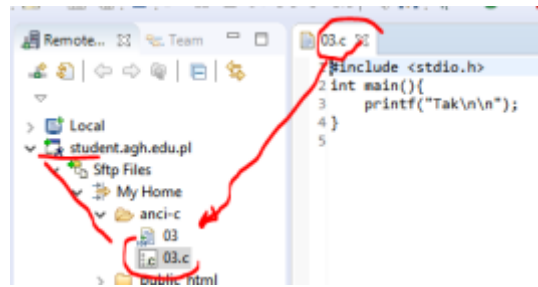 Remote...
Team
03.c
1 #include <stdio.h>
2 int main(){
3 printf("Tak\n\n");
4 }
5
Local
student.agh.edu.pl
Sftp Files
My Home
anci-c
03
03.c
public_html